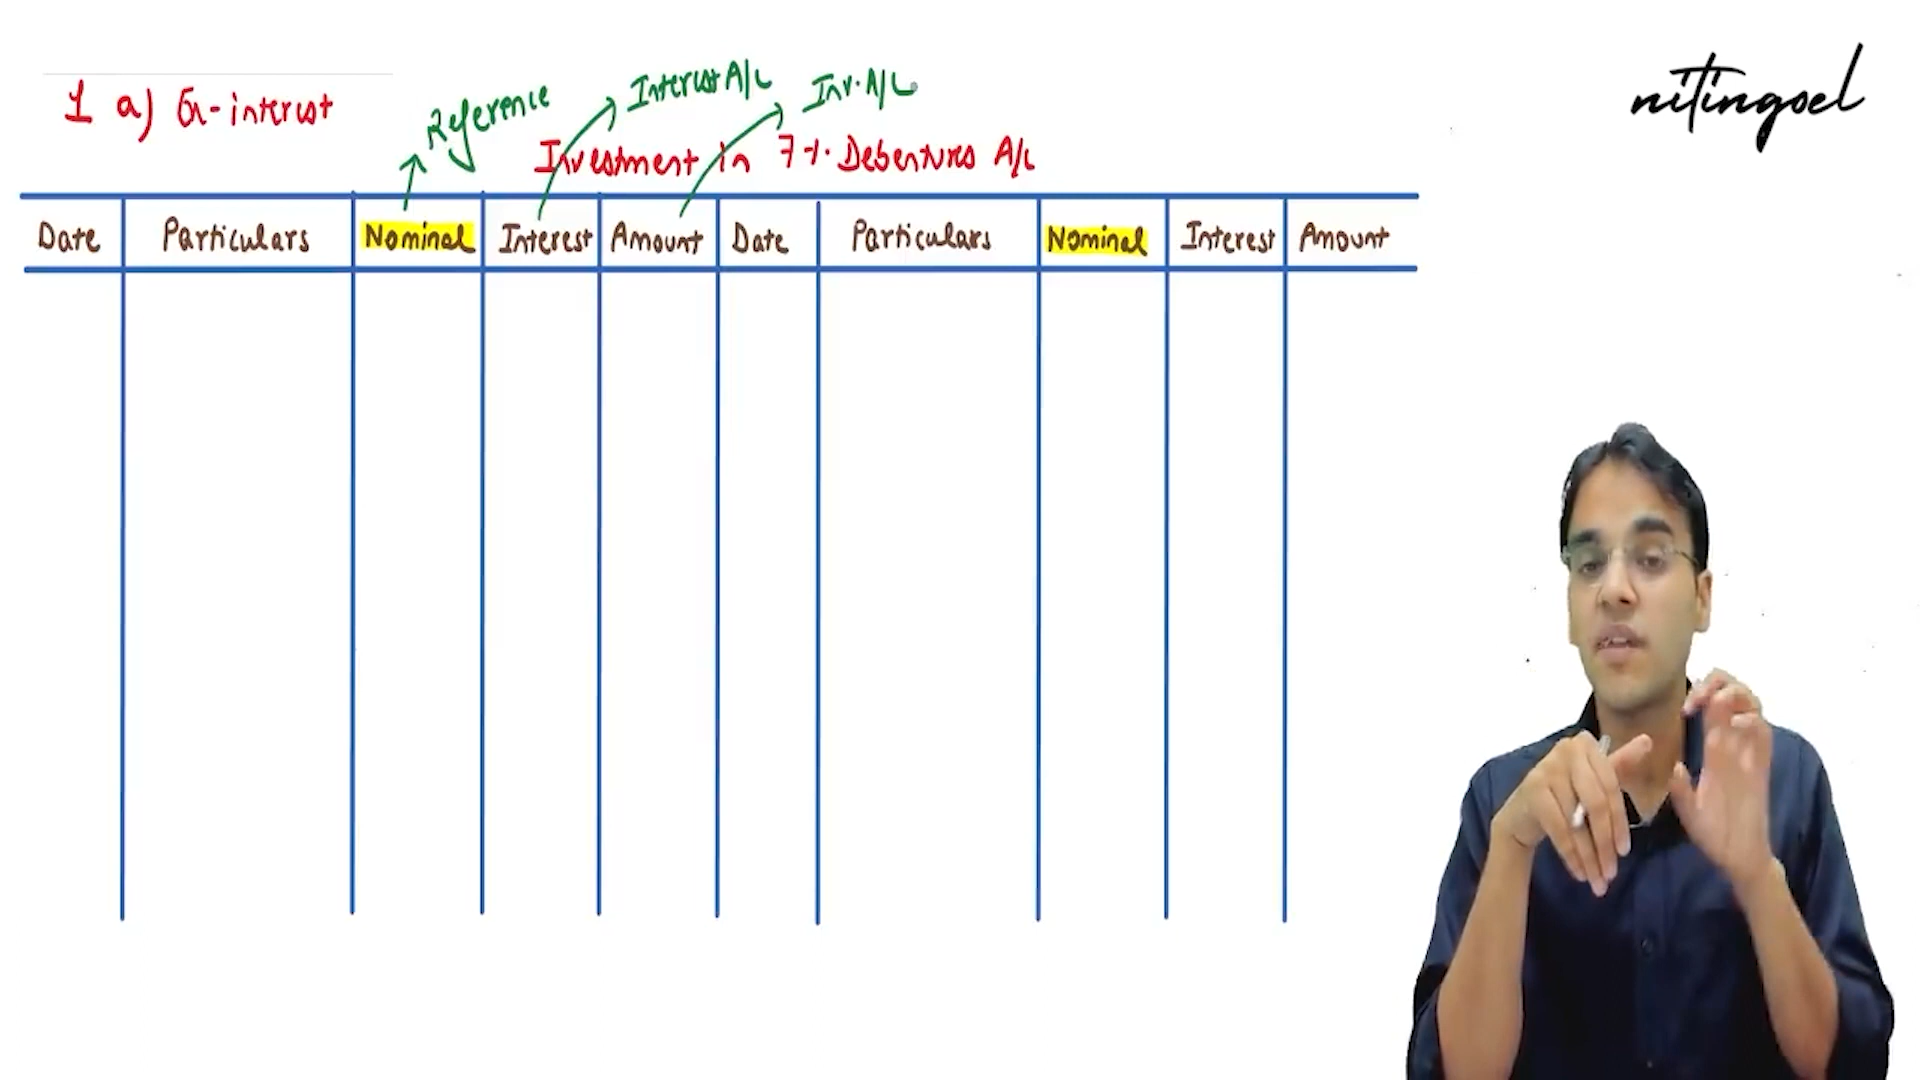 nitingoel
1 a) Ex-interest
Reference
Interest A/c
Inv. A/c
Investment in 7%. Debentures A/c
Date Particulars Nominal Interest Amount Date Particulars Nominal Interest Amount